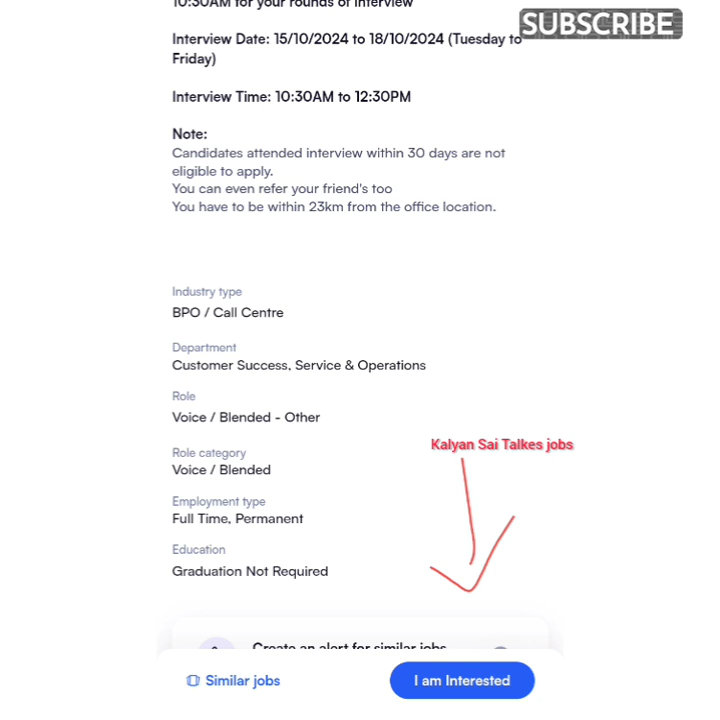 10:30AM for your rounds of interview
SUBSCRIBE
Interview Date: 15/10/2024 to 18/10/2024 (Tuesday to
Friday)
Interview Time: 10:30AM to 12:30PM
Note:
Candidates attended interview within 30 days are not
eligible to apply.
You can even refer your friend's too
You have to be within 23km from the office location.
Industry type
BPO / Call Centre
Department
Customer Success, Service & Operations
Role
Voice / Blended - Other
Kalyan Sai Talkes jobs
Role category
Voice / Blended
Employment type
Full Time, Permanent
Education
Graduation Not Required
Create an alert for similar jobs
Similar jobs
I am Interested